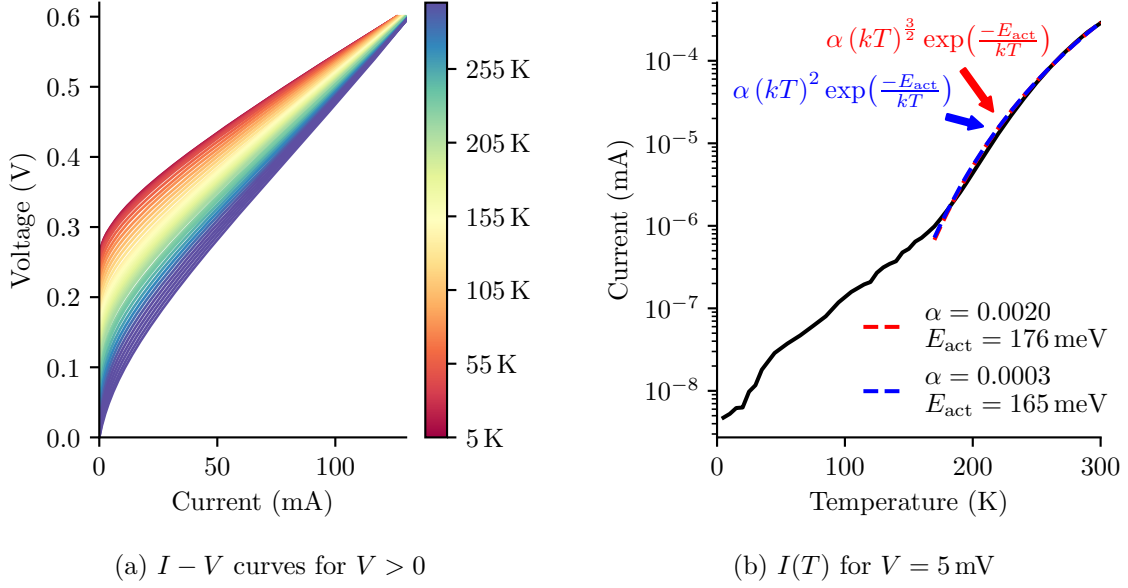 0.6
0.5
0.4
0.3
0.2
0.1
0.0
Voltage (V)
0 50 100
Current (mA)
255 K
205 K
155 K
105 K
55 K
5 K
(a) I − V curves for V > 0
α (kT)^{3/2} exp(−E_act/kT)
α (kT)^2 exp(−E_act/kT)
10^{−4}
10^{−5}
10^{−6}
10^{−7}
10^{−8}
Current (mA)
α = 0.0020
E_act = 176 meV
α = 0.0003
E_act = 165 meV
0 100 200 300
Temperature (K)
(b) I(T) for V = 5 mV